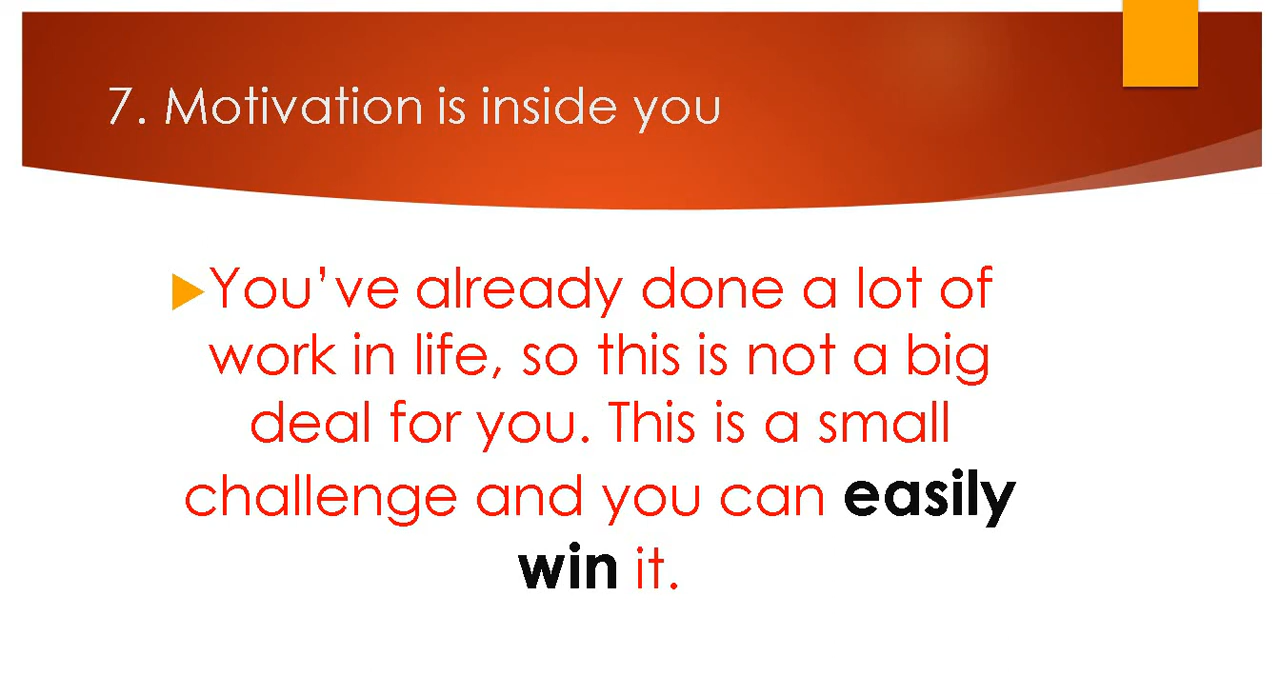 7. Motivation is inside you
You’ve already done a lot of
work in life, so this is not a big
deal for you. This is a small
challenge and you can easily
win it.